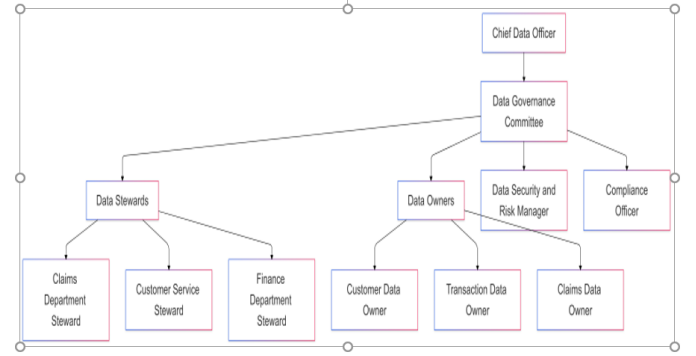 Chief Data Officer
Data Governance
Committee
Data Stewards
Data Owners
Data Security and
Risk Manager
Compliance
Officer
Claims
Department
Steward
Customer Service
Steward
Finance
Department
Steward
Customer Data
Owner
Transaction Data
Owner
Claims Data
Owner